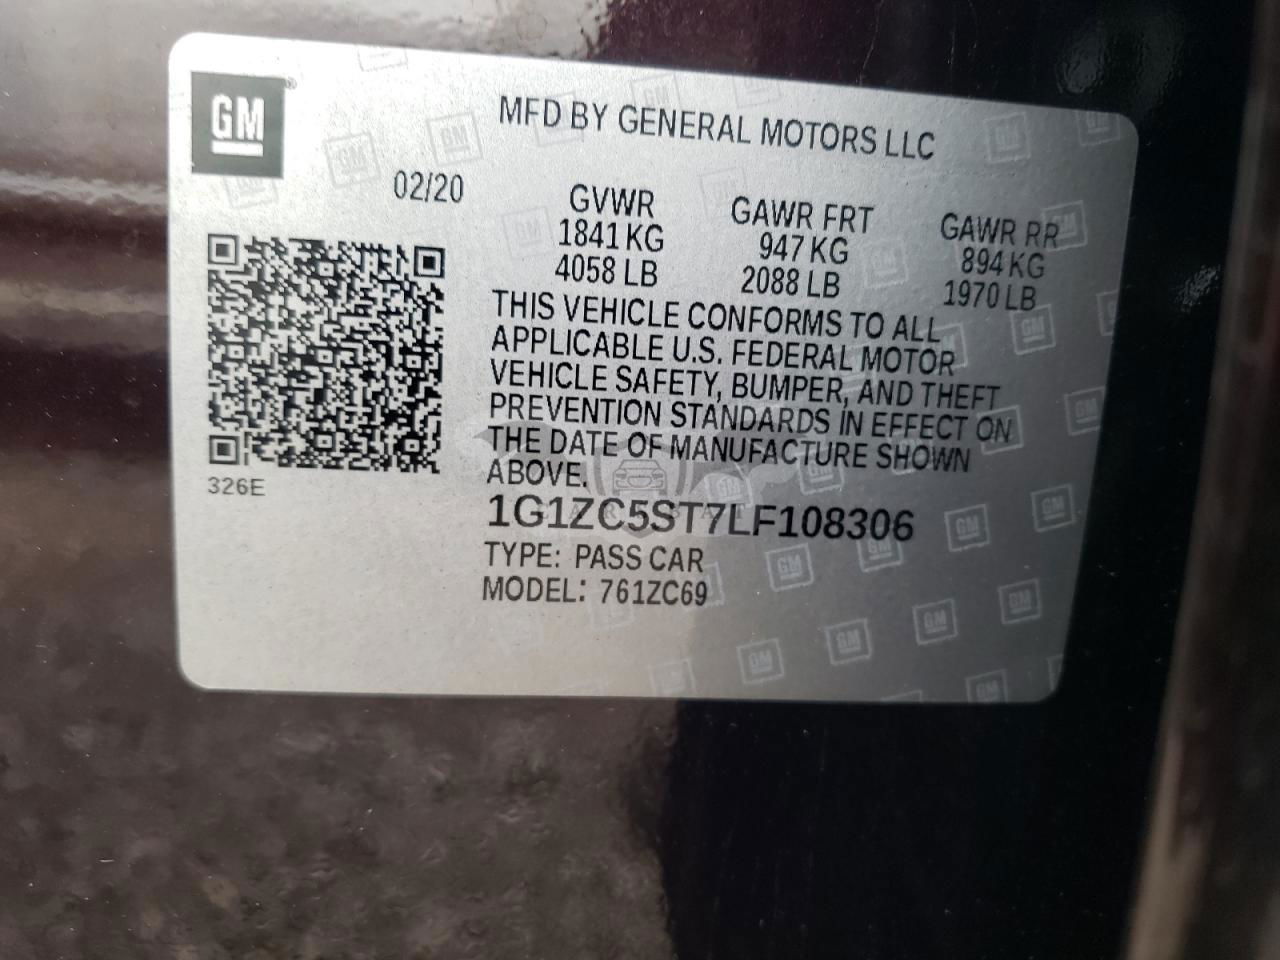 GM
MFD BY GENERAL MOTORS LLC
02/20
GVWR GAWR FRT GAWR RR
1841 KG 947 KG 894 KG
4058 LB 2088 LB 1970 LB
THIS VEHICLE CONFORMS TO ALL
APPLICABLE U.S. FEDERAL MOTOR
VEHICLE SAFETY, BUMPER, AND THEFT
PREVENTION STANDARDS IN EFFECT ON
THE DATE OF MANUFACTURE SHOWN
ABOVE.
326E
1G1ZC5ST7LF108306
TYPE: PASS CAR
MODEL: 761ZC69